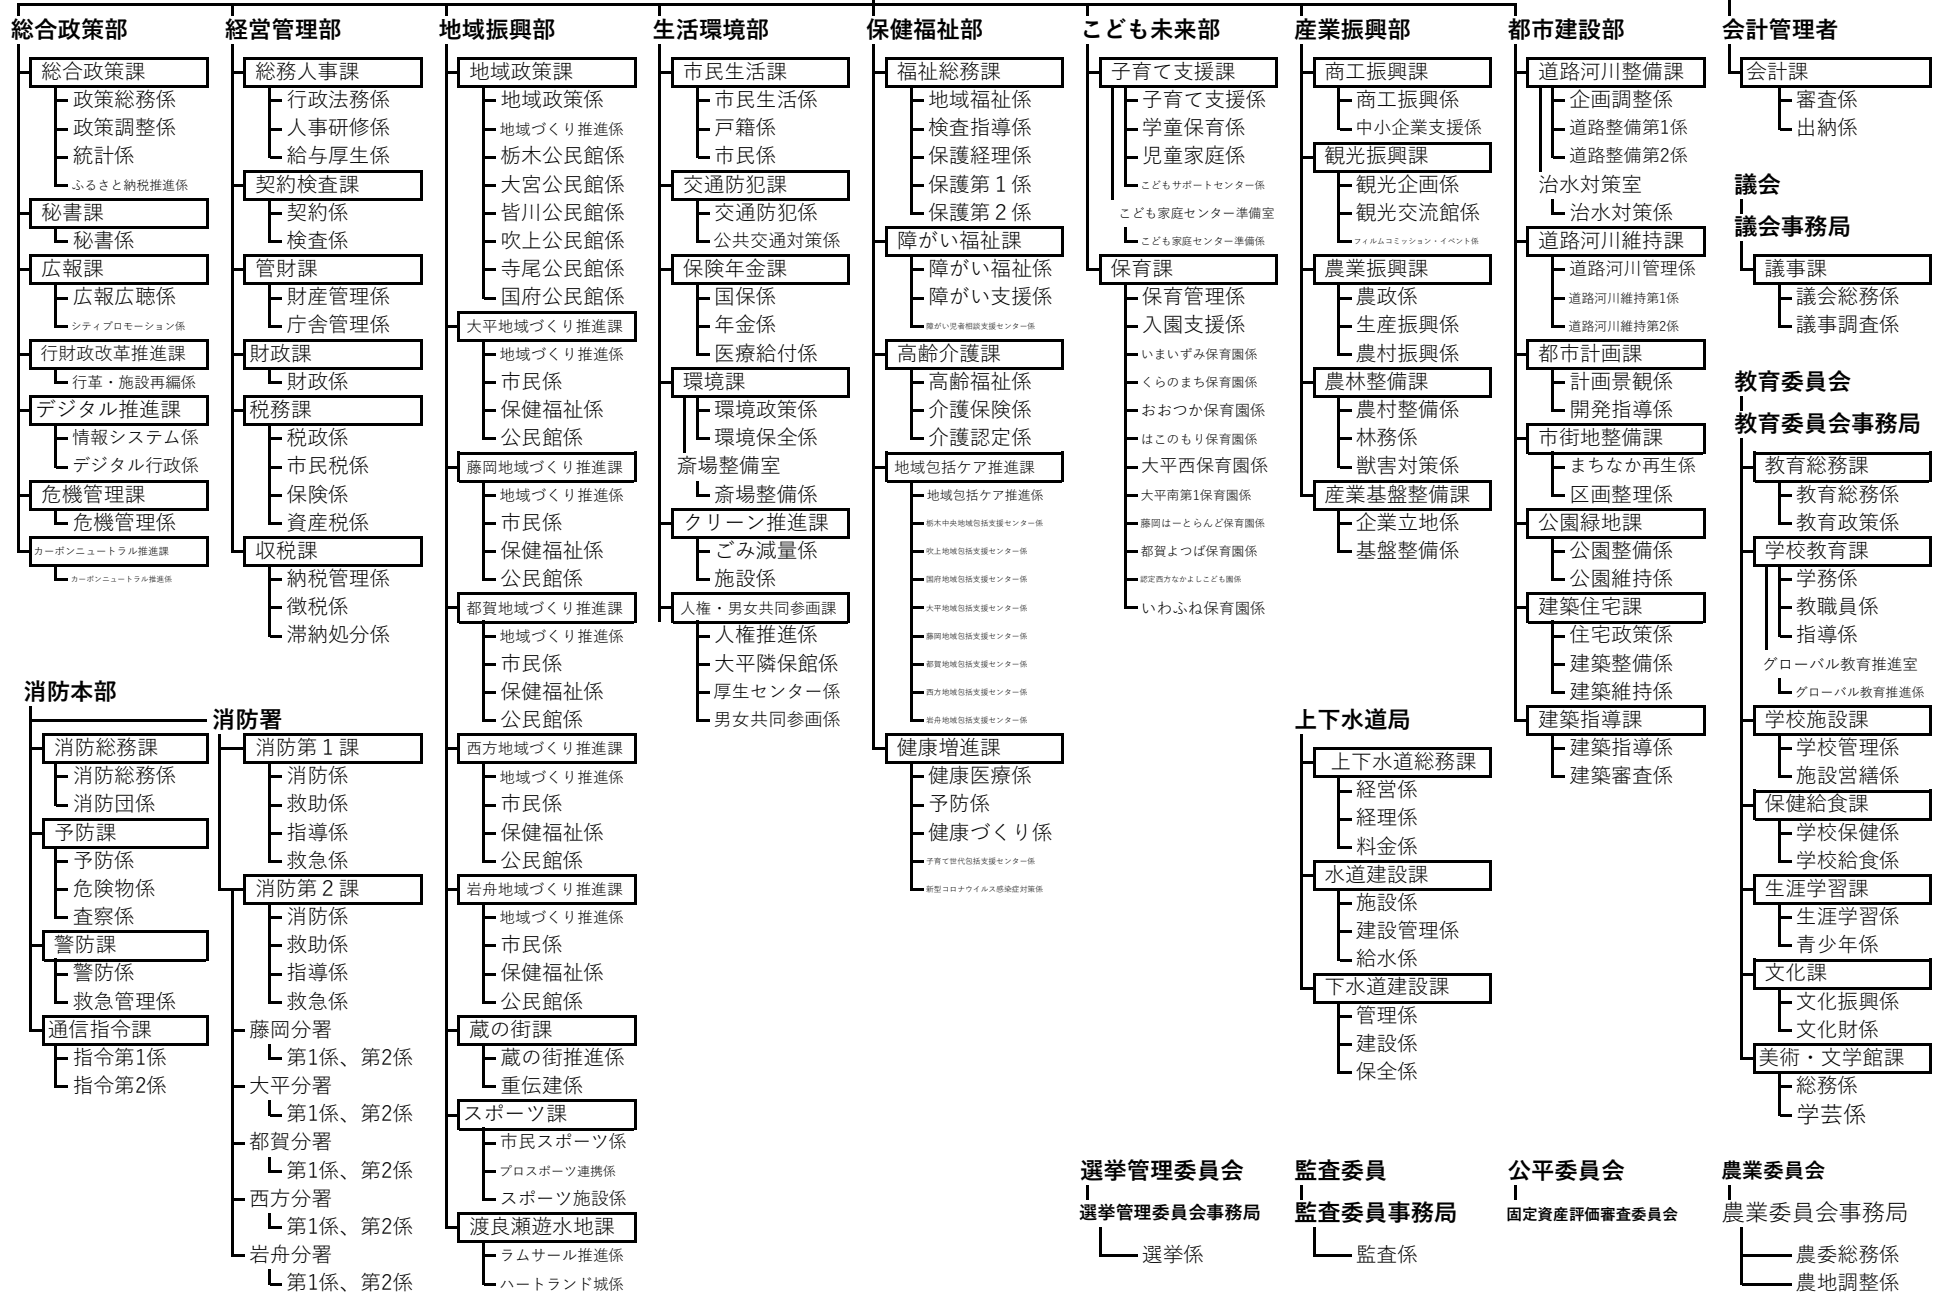 総合政策部
総合政策課
政策総務係
政策調整係
統計係
ふるさと納税推進係
秘書課
秘書係
広報課
広報広聴係
シティプロモーション係
行財政改革推進課
行革・施設再編係
デジタル推進課
情報システム係
デジタル行政係
危機管理課
危機管理係
カーボンニュートラル推進課
カーボンニュートラル推進係
経営管理部
総務人事課
行政法務係
人事研修係
給与厚生係
契約検査課
契約係
検査係
管財課
財産管理係
庁舎管理係
財政課
財政係
税務課
税政係
市民税係
保険係
資産税係
収税課
納税管理係
徴税係
滞納処分係
地域振興部
地域政策課
地域政策係
地域づくり推進係
栃木公民館係
大宮公民館係
皆川公民館係
吹上公民館係
寺尾公民館係
国府公民館係
大平地域づくり推進課
地域づくり推進係
市民係
保健福祉係
公民館係
藤岡地域づくり推進課
地域づくり推進係
市民係
保健福祉係
公民館係
都賀地域づくり推進課
地域づくり推進係
市民係
保健福祉係
公民館係
西方地域づくり推進課
地域づくり推進係
市民係
保健福祉係
公民館係
岩舟地域づくり推進課
地域づくり推進係
市民係
保健福祉係
公民館係
蔵の街課
蔵の街推進係
重伝建係
スポーツ課
市民スポーツ係
プロスポーツ連携係
スポーツ施設係
渡良瀬遊水地課
ラムサール推進係
ハートランド城係
生活環境部
市民生活課
市民生活係
戸籍係
市民係
交通防犯課
交通防犯係
公共交通対策係
保険年金課
国保係
年金係
医療給付係
環境課
環境政策係
環境保全係
斎場整備室
斎場整備係
クリーン推進課
ごみ減量係
施設係
人権・男女共同参画課
人権推進係
大平隣保館係
厚生センター係
男女共同参画係
保健福祉部
福祉総務課
地域福祉係
検査指導係
保護経理係
保護第１係
保護第２係
障がい福祉課
障がい福祉係
障がい支援係
障がい児者相談支援センター係
高齢介護課
高齢福祉係
介護保険係
介護認定係
地域包括ケア推進課
地域包括ケア推進係
栃木中央地域包括支援センター係
吹上地域包括支援センター係
国府地域包括支援センター係
大平地域包括支援センター係
藤岡地域包括支援センター係
都賀地域包括支援センター係
西方地域包括支援センター係
岩舟地域包括支援センター係
健康増進課
健康医療係
予防係
健康づくり係
子育て世代包括支援センター係
新型コロナウイルス感染症対策係
こども未来部
子育て支援課
子育て支援係
学童保育係
児童家庭係
こどもサポートセンター係
こども家庭センター準備室
こども家庭センター準備係
保育課
保育管理係
入園支援係
いまいずみ保育園係
くらのまち保育園係
おおつか保育園係
はこのもり保育園係
大平西保育園係
大平南第1保育園係
藤岡はーとらんど保育園係
都賀よつば保育園係
認定西方なかよしこども園係
いわふね保育園係
産業振興部
商工振興課
商工振興係
中小企業支援係
観光振興課
観光企画係
観光交流館係
フィルムコミッション・イベント係
農業振興課
農政係
生産振興係
農村振興係
農林整備課
農村整備係
林務係
獣害対策係
産業基盤整備課
企業立地係
基盤整備係
都市建設部
道路河川整備課
企画調整係
道路整備第1係
道路整備第2係
治水対策室
治水対策係
道路河川維持課
道路河川管理係
道路河川維持第1係
道路河川維持第2係
都市計画課
計画景観係
開発指導係
市街地整備課
まちなか再生係
区画整理係
公園緑地課
公園整備係
公園維持係
建築住宅課
住宅政策係
建築整備係
建築維持係
建築指導課
建築指導係
建築審査係
会計管理者
会計課
審査係
出納係
議会
議会事務局
議事課
議会総務係
議事調査係
教育委員会
教育委員会事務局
教育総務課
教育総務係
教育政策係
学校教育課
学務係
教職員係
指導係
グローバル教育推進室
グローバル教育推進係
学校施設課
学校管理係
施設営繕係
保健給食課
学校保健係
学校給食係
生涯学習課
生涯学習係
青少年係
文化課
文化振興係
文化財係
美術・文学館課
総務係
学芸係
消防本部
消防総務課
消防総務係
消防団係
予防課
予防係
危険物係
査察係
警防課
警防係
救急管理係
通信指令課
指令第1係
指令第2係
消防署
消防第１課
消防係
救助係
指導係
救急係
消防第２課
消防係
救助係
指導係
救急係
藤岡分署
第1係、第2係
大平分署
第1係、第2係
都賀分署
第1係、第2係
西方分署
第1係、第2係
岩舟分署
第1係、第2係
上下水道局
上下水道総務課
経営係
経理係
料金係
水道建設課
施設係
建設管理係
給水係
下水道建設課
管理係
建設係
保全係
選挙管理委員会
選挙管理委員会事務局
選挙係
監査委員
監査委員事務局
監査係
公平委員会
固定資産評価審査委員会
農業委員会
農業委員会事務局
農委総務係
農地調整係